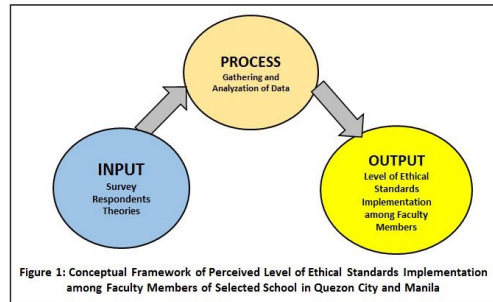 PROCESS
Gathering and
Analyzation of Data
INPUT
Survey
Respondents
Theories
OUTPUT
Level of Ethical
Standards
Implementation
among Faculty
Members
Figure 1: Conceptual Framework of Perceived Level of Ethical Standards Implementation
among Faculty Members of Selected School in Quezon City and Manila